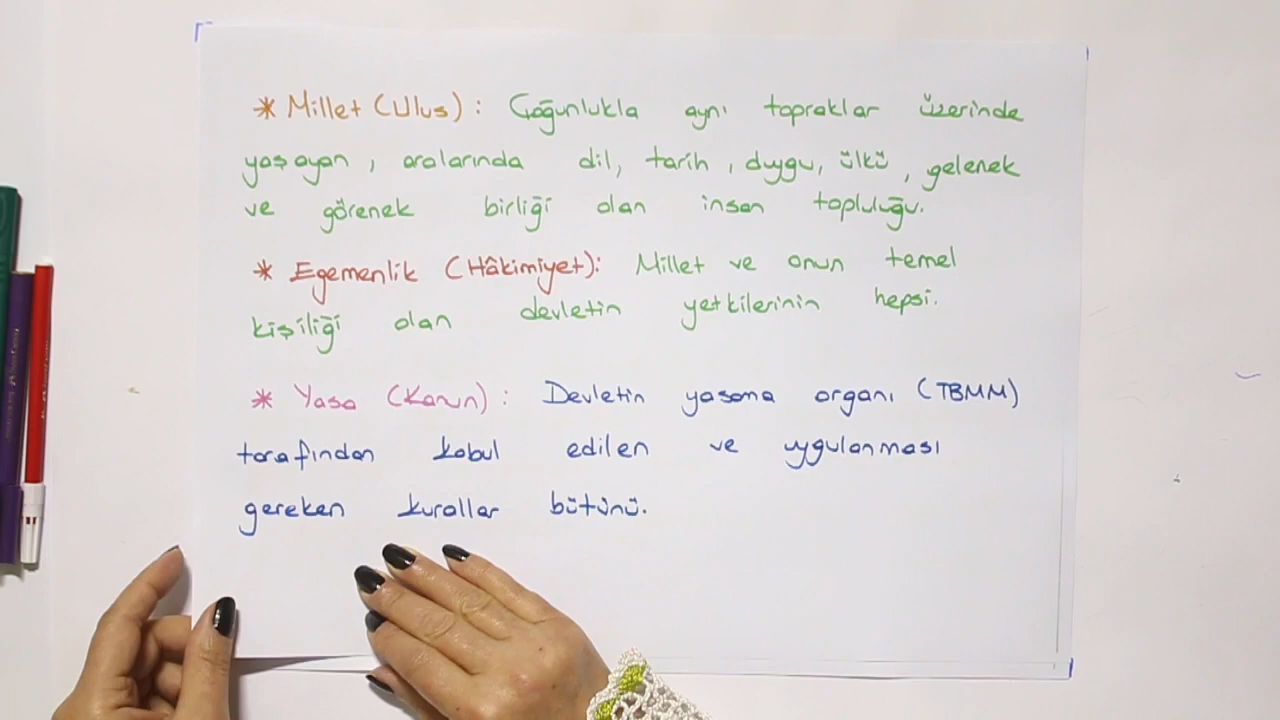 * Millet (Ulus) : Çoğunlukla aynı topraklar üzerinde
yaşayan , aralarında dil, tarih , duygu, ülkü , gelenek
ve görenek birliği olan insan topluluğu.
* Egemenlik (Hâkimiyet): Millet ve onun temel
kişiliği olan devletin yetkilerinin hepsi.
* Yasa (Kanun) : Devletin yasama organı (TBMM)
tarafından kabul edilen ve uygulanması
gereken kurallar bütünü.